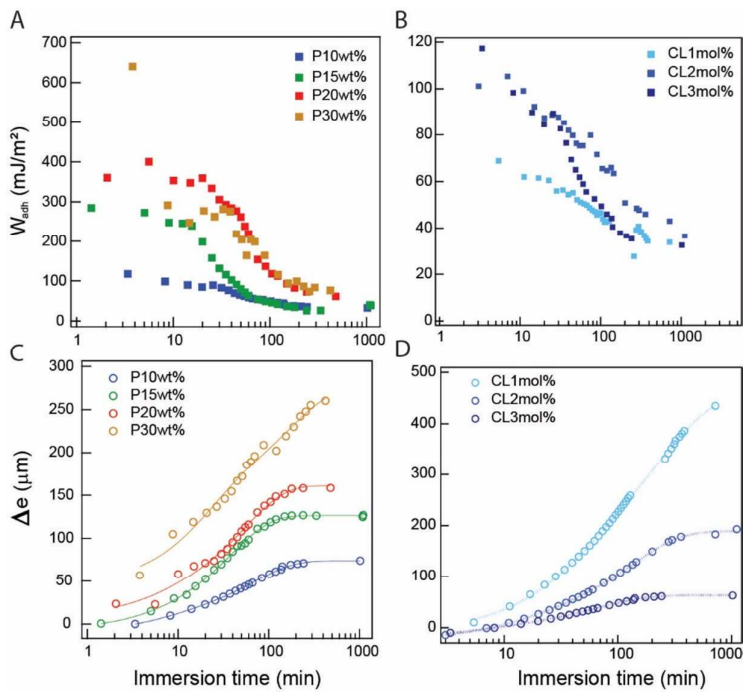 A
700
600
500
400
300
200
100
0
W_adh (mJ/m²)
P10wt%
P15wt%
P20wt%
P30wt%
1
10
100
1000
B
120
100
80
60
40
20
0
CL1mol%
CL2mol%
CL3mol%
1
10
100
1000
C
300
250
200
150
100
50
0
Δe (μm)
P10wt%
P15wt%
P20wt%
P30wt%
1
10
100
1000
Immersion time (min)
D
500
400
300
200
100
0
CL1mol%
CL2mol%
CL3mol%
10
100
1000
Immersion time (min)